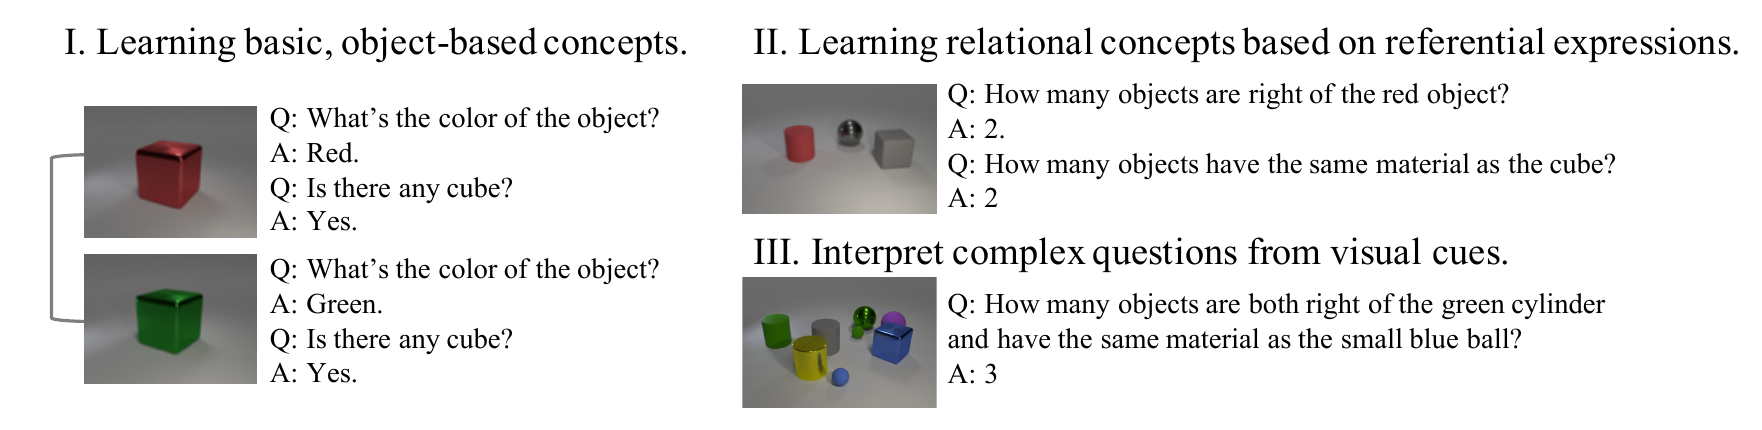 I. Learning basic, object-based concepts.
Q: What's the color of the object?
A: Red.
Q: Is there any cube?
A: Yes.
Q: What's the color of the object?
A: Green.
Q: Is there any cube?
A: Yes.
II. Learning relational concepts based on referential expressions.
Q: How many objects are right of the red object?
A: 2.
Q: How many objects have the same material as the cube?
A: 2
III. Interpret complex questions from visual cues.
Q: How many objects are both right of the green cylinder
and have the same material as the small blue ball?
A: 3